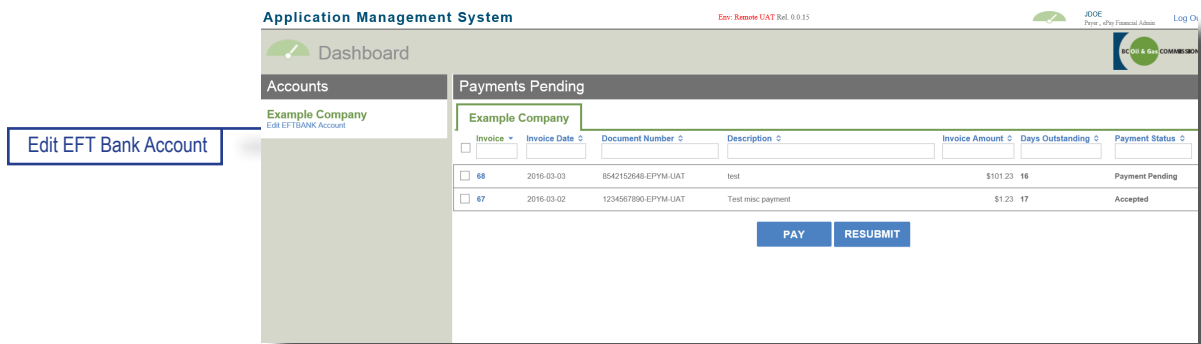 Application Management System
Env: Remote UAT Rel. 0.0.15
JDOE
Payer , ePay Financial Admin
Log Ou
Dashboard
BC Oil & Gas COMMISSION
Accounts
Payments Pending
Example Company
Edit EFTBANK Account
Edit EFT Bank Account
Example Company
Invoice Invoice Date Document Number Description Invoice Amount Days Outstanding Payment Status
68 2016-03-03 8542152648-EPYM-UAT test $101.23 16 Payment Pending
67 2016-03-02 1234567890-EPYM-UAT Test misc payment $1.23 17 Accepted
PAY RESUBMIT